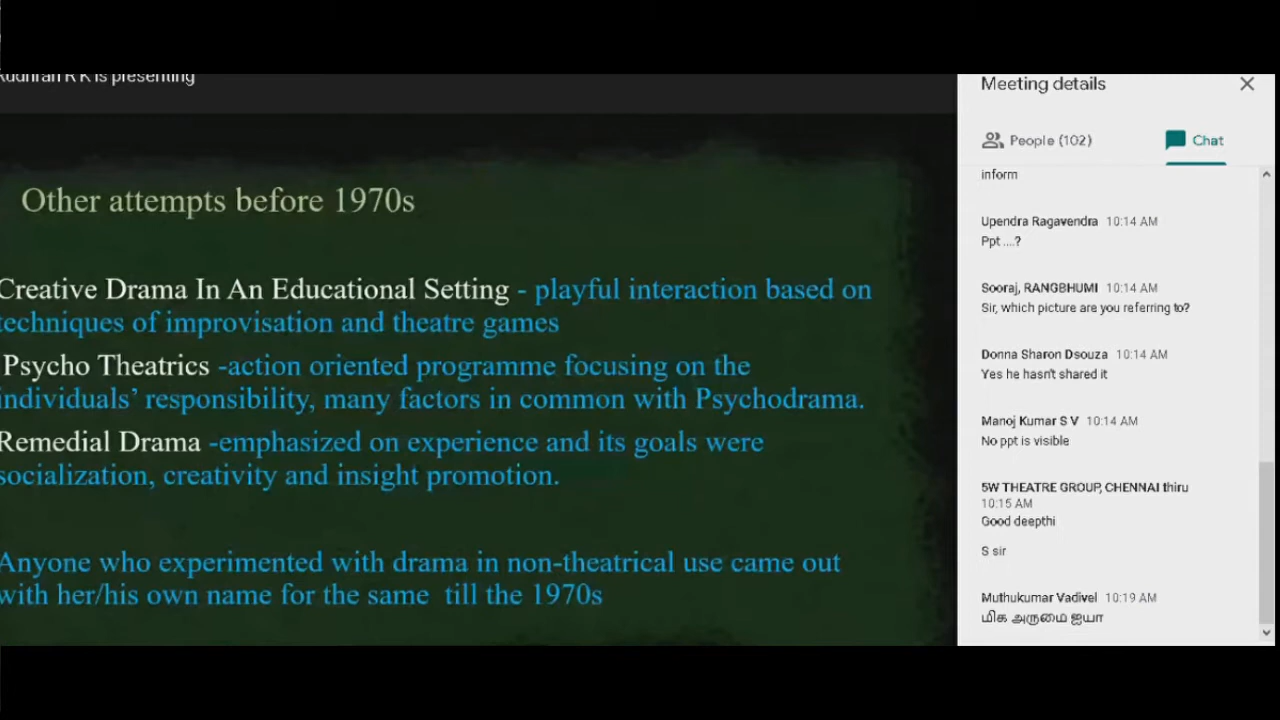 Rudhran R K is presenting
Other attempts before 1970s
Creative Drama In An Educational Setting - playful interaction based on
techniques of improvisation and theatre games
Psycho Theatrics -action oriented programme focusing on the
individuals' responsibility, many factors in common with Psychodrama.
Remedial Drama -emphasized on experience and its goals were
socialization, creativity and insight promotion.
Anyone who experimented with drama in non-theatrical use came out
with her/his own name for the same till the 1970s
Meeting details
People (102)
Chat
inform
Upendra Ragavendra 10:14 AM
Ppt ....?
Sooraj, RANGBHUMI 10:14 AM
Sir, which picture are you referring to?
Donna Sharon Dsouza 10:14 AM
Yes he hasn't shared it
Manoj Kumar S V 10:14 AM
No ppt is visible
5W THEATRE GROUP, CHENNAI thiru
10:15 AM
Good deepthi
S sir
Muthukumar Vadivel 10:19 AM
மிக அருமை ஐயா